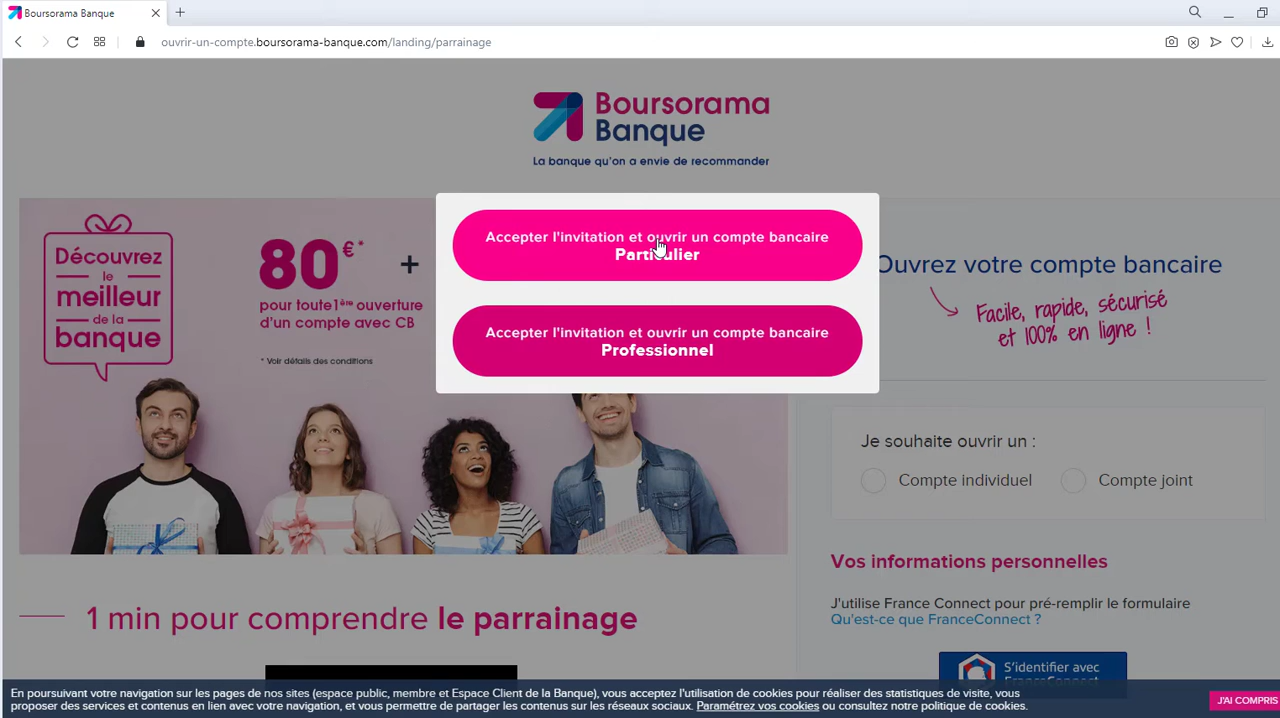 Boursorama Banque
ouvrir-un-compte.boursorama-banque.com/landing/parrainage
Boursorama
Banque
La banque qu'on a envie de recommander
Découvrez
le
meilleur
de la
banque
80€*
+
pour toute 1ère ouverture
d'un compte avec CB
* Voir détails des conditions
Accepter l'invitation et ouvrir un compte bancaire
Particulier
Accepter l'invitation et ouvrir un compte bancaire
Professionnel
Ouvrez votre compte bancaire
Facile, rapide, sécurisé
et 100% en ligne !
Je souhaite ouvrir un :
Compte individuel
Compte joint
Vos informations personnelles
J'utilise France Connect pour pré-remplir le formulaire
Qu'est-ce que FranceConnect ?
S'identifier avec
FranceConnect
1 min pour comprendre le parrainage
En poursuivant votre navigation sur les pages de nos sites (espace public, membre et Espace Client de la Banque), vous acceptez l'utilisation de cookies pour réaliser des statistiques de visite, vous
proposer des services et contenus en lien avec votre navigation, et vous permettre de partager les contenus sur les réseaux sociaux. Paramétrez vos cookies ou consultez notre politique de cookies.
J'AI COMPRIS